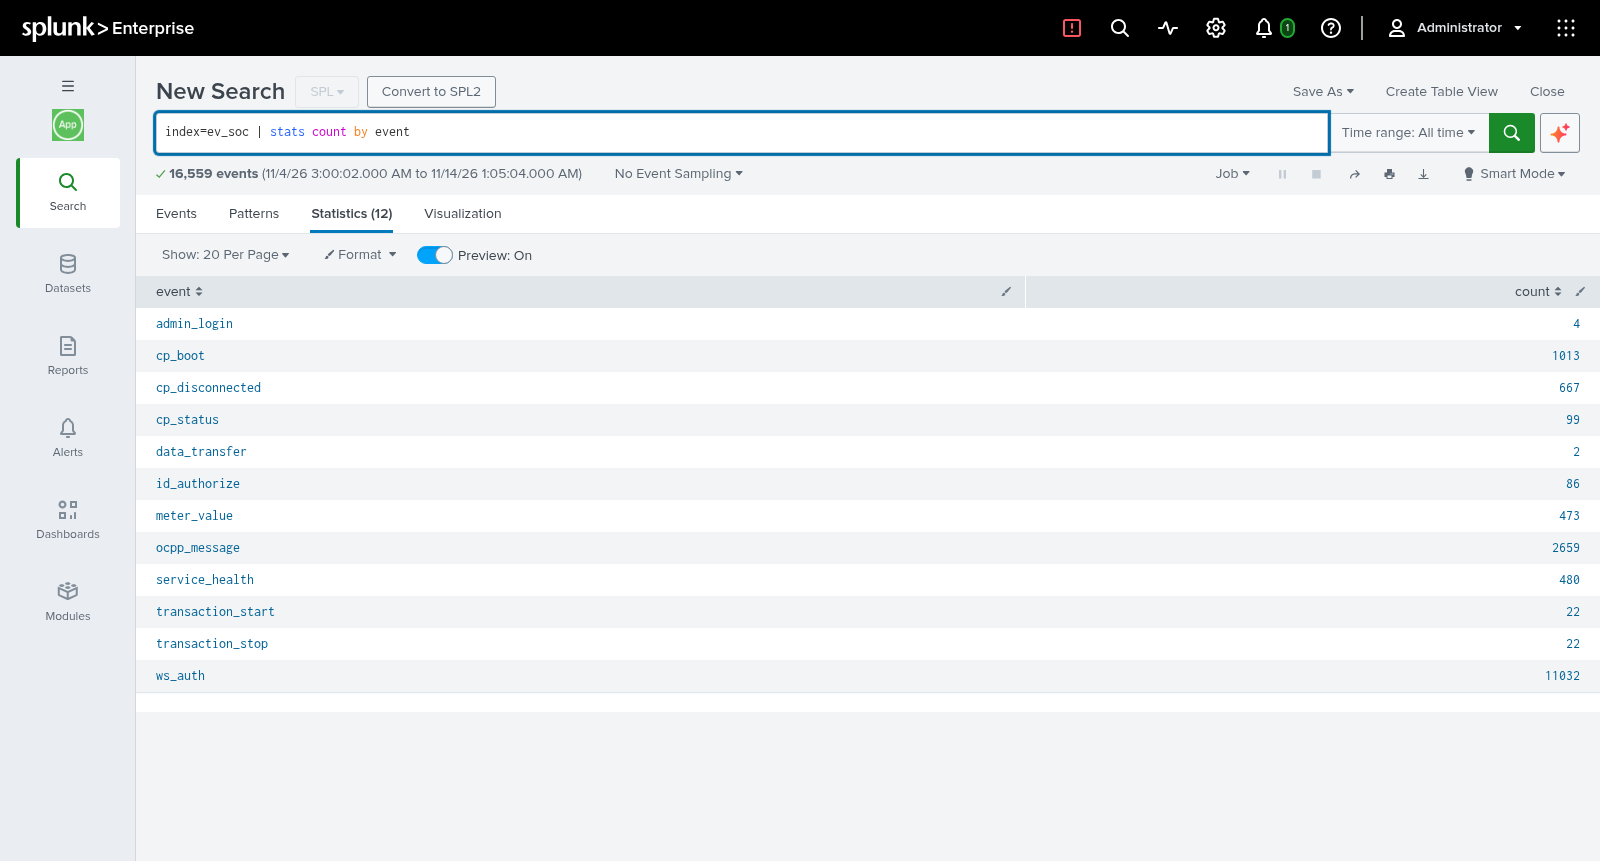 splunk> Enterprise
1
Administrator
New Search
SPL
Convert to SPL2
Save As
Create Table View
Close
App
index=ev_soc | stats count by event
Time range: All time
16,559 events (11/4/26 3:00:02.000 AM to 11/14/26 1:05:04.000 AM)
No Event Sampling
Job
Smart Mode
Search
Datasets
Reports
Alerts
Dashboards
Modules
Events
Patterns
Statistics (12)
Visualization
Show: 20 Per Page
Format
Preview: On
event count
admin_login 4
cp_boot 1013
cp_disconnected 667
cp_status 99
data_transfer 2
id_authorize 86
meter_value 473
ocpp_message 2659
service_health 480
transaction_start 22
transaction_stop 22
ws_auth 11032